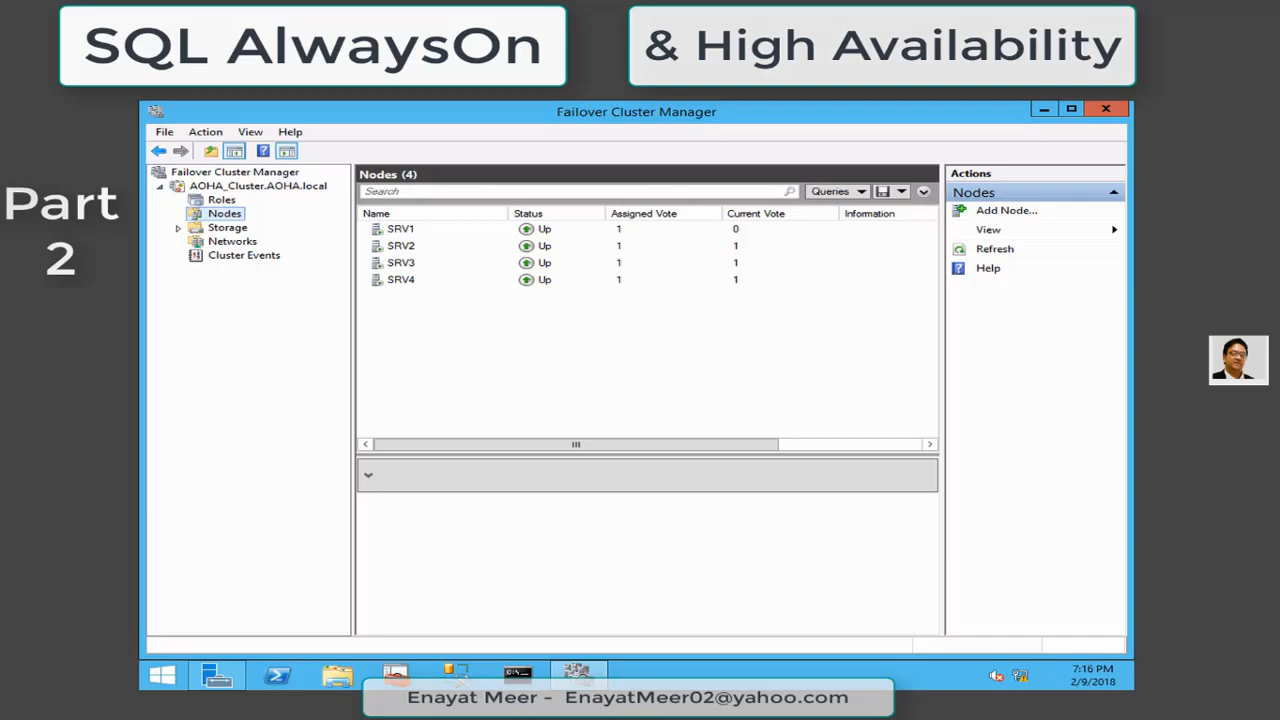 SQL AlwaysOn
& High Availability
Part
2
Failover Cluster Manager
File Action View Help
Failover Cluster Manager
AOHA_Cluster.AOHA.local
Roles
Nodes
Storage
Networks
Cluster Events
Nodes (4)
Search
Queries
Name Status Assigned Vote Current Vote Information
SRV1 Up 1 0
SRV2 Up 1 1
SRV3 Up 1 1
SRV4 Up 1 1
Actions
Nodes
Add Node...
View
Refresh
Help
7:16 PM
2/9/2018
Enayat Meer - EnayatMeer02@yahoo.com